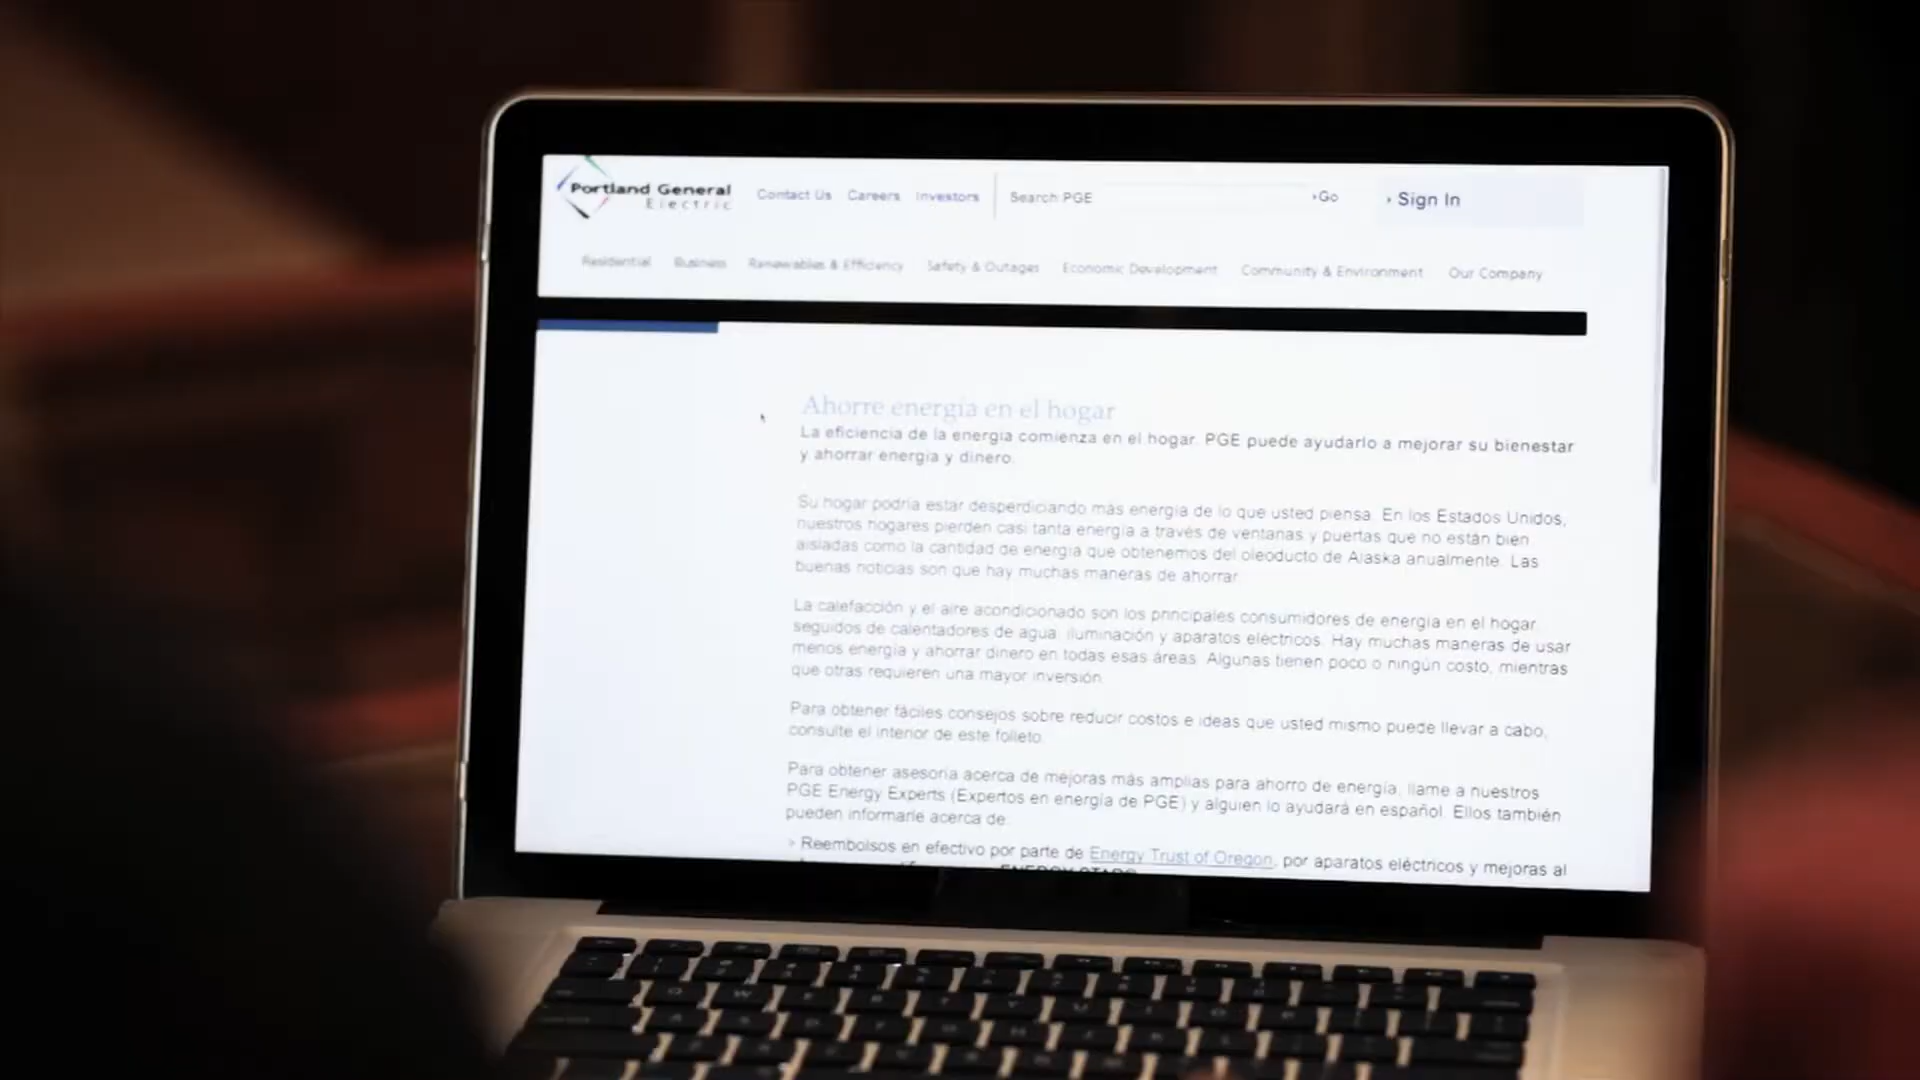 Portland General
Electric
Contact Us Careers Investors Search PGE ›Go › Sign In
Residential Business Renewables & Efficiency Safety & Outages Economic Development Community & Environment Our Company
Ahorre energía en el hogar
La eficiencia de la energía comienza en el hogar. PGE puede ayudarlo a mejorar su bienestar
y ahorrar energía y dinero.
Su hogar podría estar desperdiciando más energía de lo que usted piensa. En los Estados Unidos,
nuestros hogares pierden casi tanta energía a través de ventanas y puertas que no están bien
aisladas como la cantidad de energía que obtenemos del oleoducto de Alaska anualmente. Las
buenas noticias son que hay muchas maneras de ahorrar.
La calefacción y el aire acondicionado son los principales consumidores de energía en el hogar,
seguidos de calentadores de agua, iluminación y aparatos eléctricos. Hay muchas maneras de usar
menos energía y ahorrar dinero en todas esas áreas. Algunas tienen poco o ningún costo, mientras
que otras requieren una mayor inversión.
Para obtener fáciles consejos sobre reducir costos e ideas que usted mismo puede llevar a cabo,
consulte el interior de este folleto.
Para obtener asesoría acerca de mejoras más amplias para ahorro de energía, llame a nuestros
PGE Energy Experts (Expertos en energía de PGE) y alguien lo ayudará en español. Ellos también
pueden informarle acerca de:
> Reembolsos en efectivo por parte de Energy Trust of Oregon, por aparatos eléctricos y mejoras al